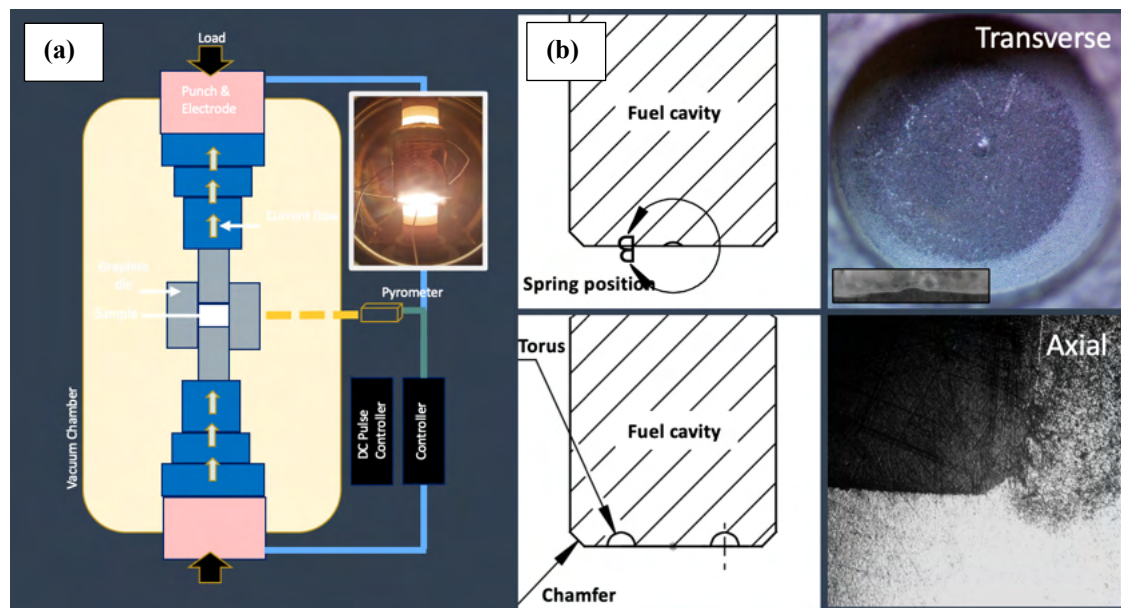 (a)
Load
Punch &
Electrode
Current flow
Graphite
die
Sample
Pyrometer
Vacuum Chamber
DC Pulse
Controller
Controller
(b)
Fuel cavity
B
B
Spring position
Transverse
Torus
Fuel cavity
Chamfer
Axial